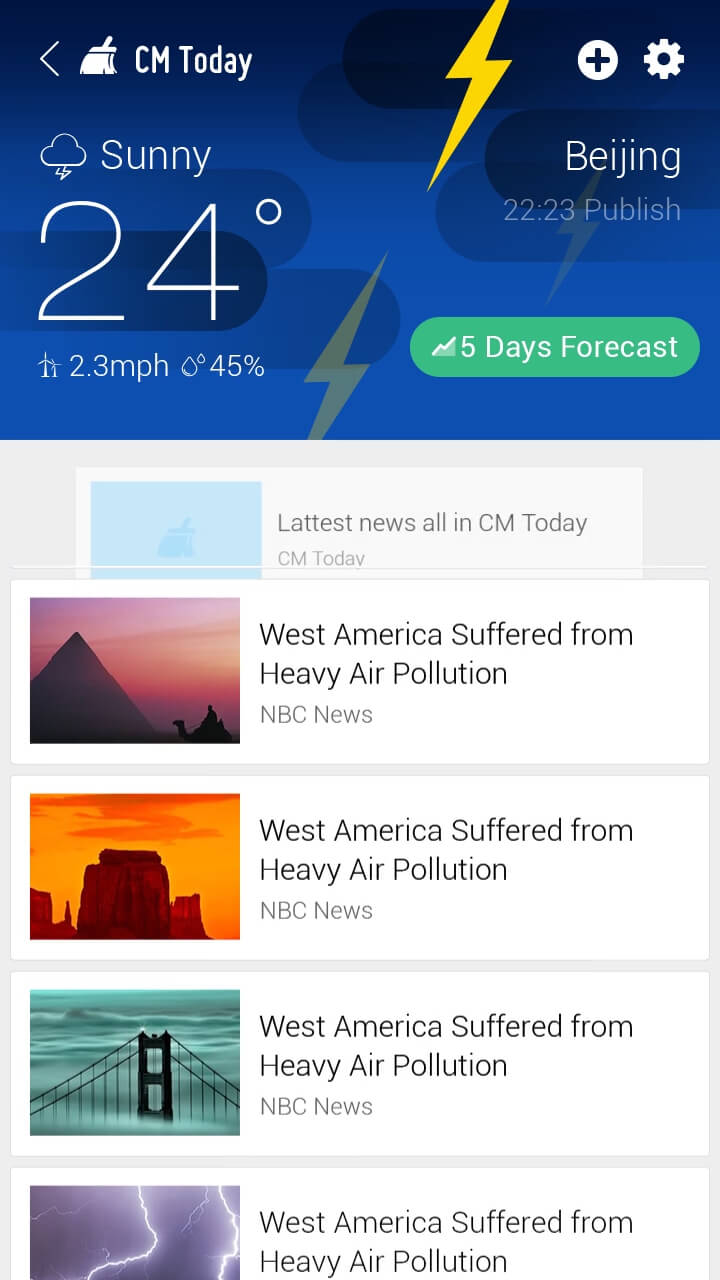 CM Today
Sunny
Beijing
24°
22:23 Publish
2.3mph 45%
5 Days Forecast
Lattest news all in CM Today
CM Today
West America Suffered from
Heavy Air Pollution
NBC News
West America Suffered from
Heavy Air Pollution
NBC News
West America Suffered from
Heavy Air Pollution
NBC News
West America Suffered from
Heavy Air Pollution